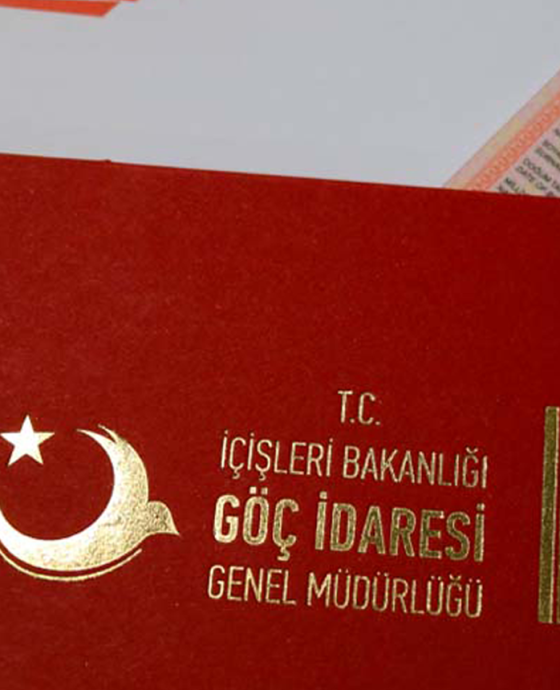 T.C.
İÇİŞLERİ BAKANLIĞI
GÖÇ İDARESİ
GENEL MÜDÜRLÜĞÜ